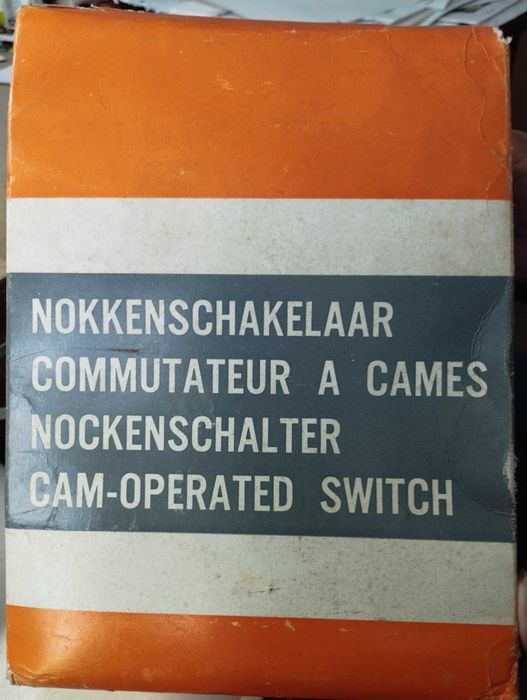 NOKKENSCHAKELAAR
COMMUTATEUR A CAMES
NOCKENSCHALTER
CAM-OPERATED SWITCH